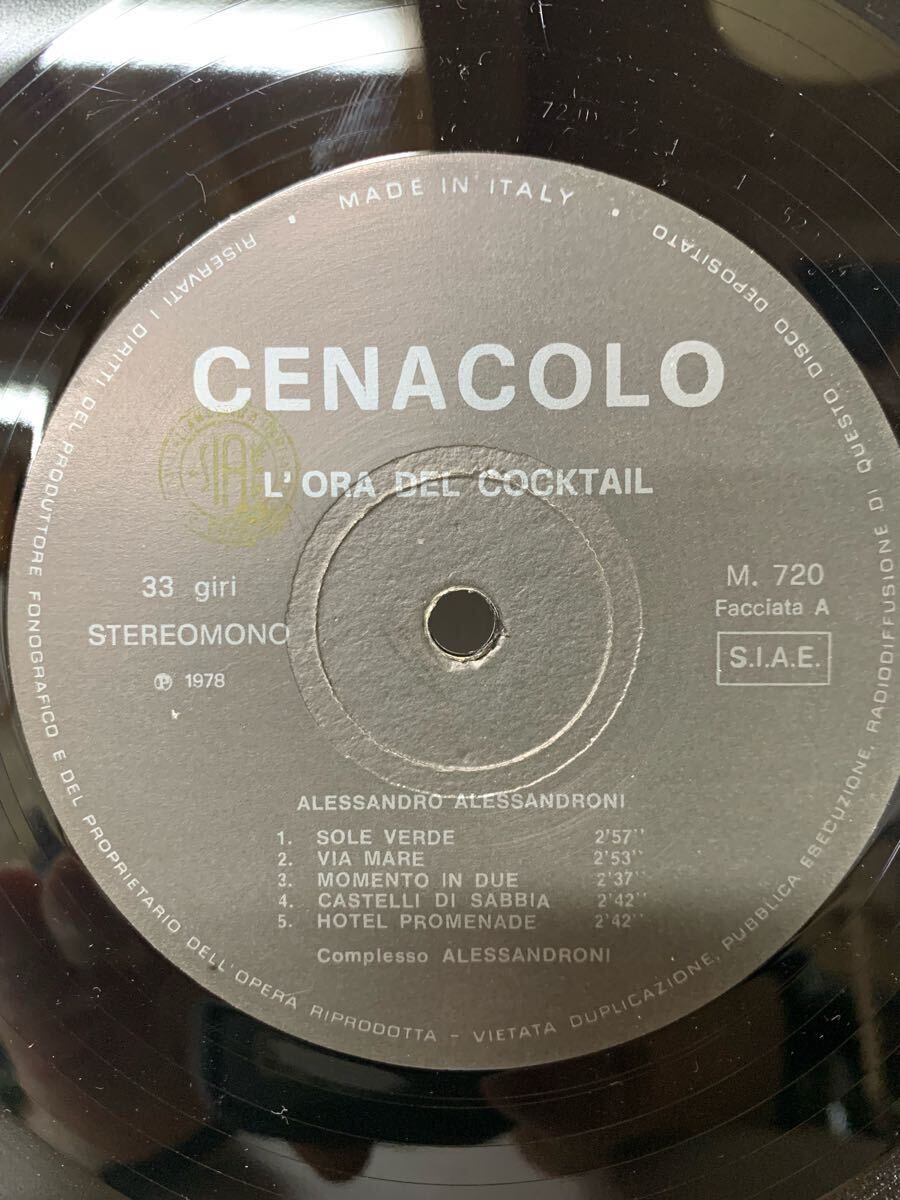 MADE IN ITALY
CENACOLO
L'ORA DEL COCKTAIL
SIAE
33 giri
STEREOMONO
℗ 1978
M. 720
Facciata A
S.I.A.E.
ALESSANDRO ALESSANDRONI
1. SOLE VERDE 2'57''
2. VIA MARE 2'53''
3. MOMENTO IN DUE 2'37''
4. CASTELLI DI SABBIA 2'42''
5. HOTEL PROMENADE 2'42''
Complesso ALESSANDRONI
RISERVATI I DIRITTI DEL PRODUTTORE FONOGRAFICO E DEL PROPRIETARIO DELL'OPERA RIPRODOTTA - VIETATA DUPLICAZIONE, PUBBLICA ESECUZIONE, RADIODIFFUSIONE DI QUESTO DISCO DEPOSITATO